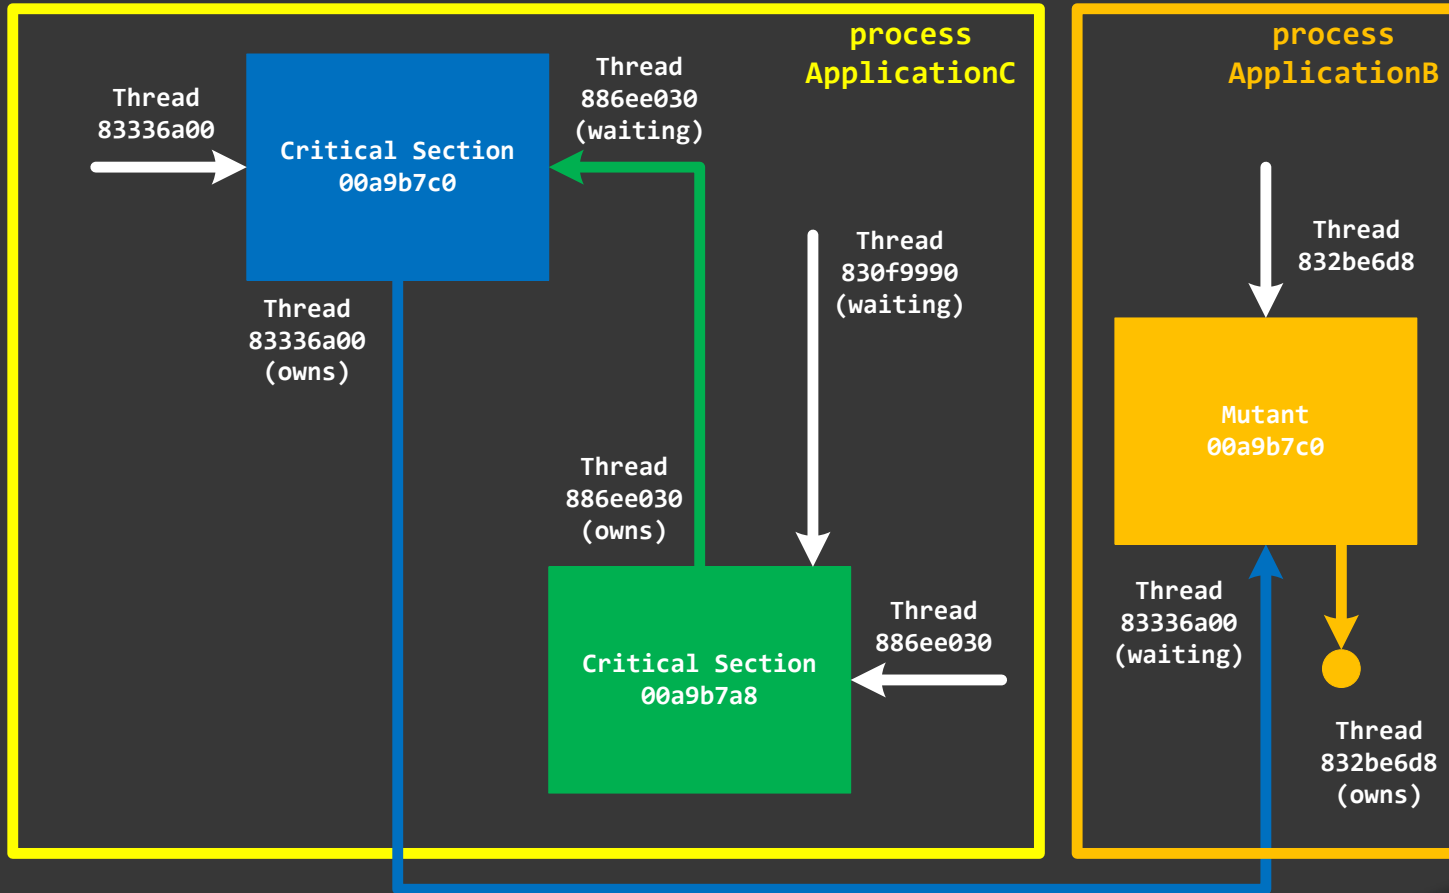 process
ApplicationC
Thread
83336a00
Critical Section
00a9b7c0
Thread
886ee030
(waiting)
Thread
83336a00
(owns)
Thread
830f9990
(waiting)
Thread
886ee030
(owns)
Critical Section
00a9b7a8
Thread
886ee030
process
ApplicationB
Thread
832be6d8
Mutant
00a9b7c0
Thread
83336a00
(waiting)
Thread
832be6d8
(owns)